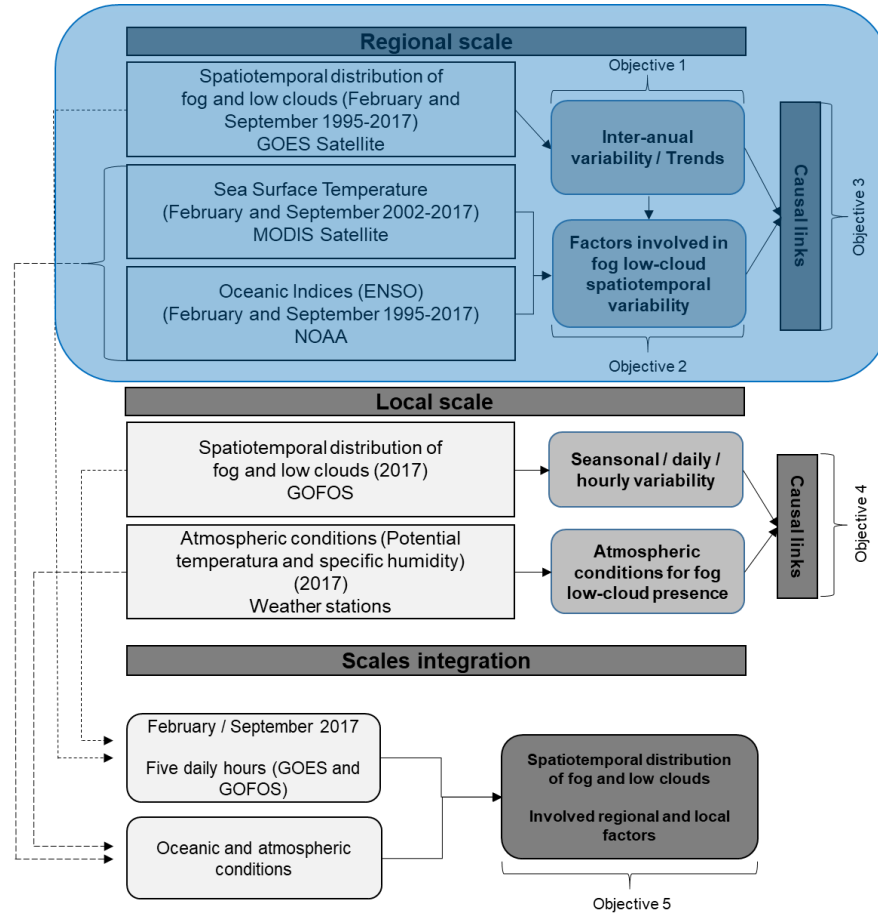 Regional scale
Objective 1
Spatiotemporal distribution of
fog and low clouds (February and
September 1995-2017)
GOES Satellite
Inter-anual
variability / Trends
Sea Surface Temperature
(February and September 2002-2017)
MODIS Satellite
Factors involved in
fog low-cloud
spatiotemporal
variability
Oceanic Indices (ENSO)
(February and September 1995-2017)
NOAA
Causal links
Objective 3
Objective 2
Local scale
Spatiotemporal distribution of
fog and low clouds (2017)
GOFOS
Seansonal / daily /
hourly variability
Atmospheric conditions (Potential
temperatura and specific humidity)
(2017)
Weather stations
Atmospheric
conditions for fog
low-cloud presence
Causal links
Objective 4
Scales integration
February / September 2017
Five daily hours (GOES and
GOFOS)
Oceanic and atmospheric
conditions
Spatiotemporal distribution
of fog and low clouds
Involved regional and local
factors
Objective 5